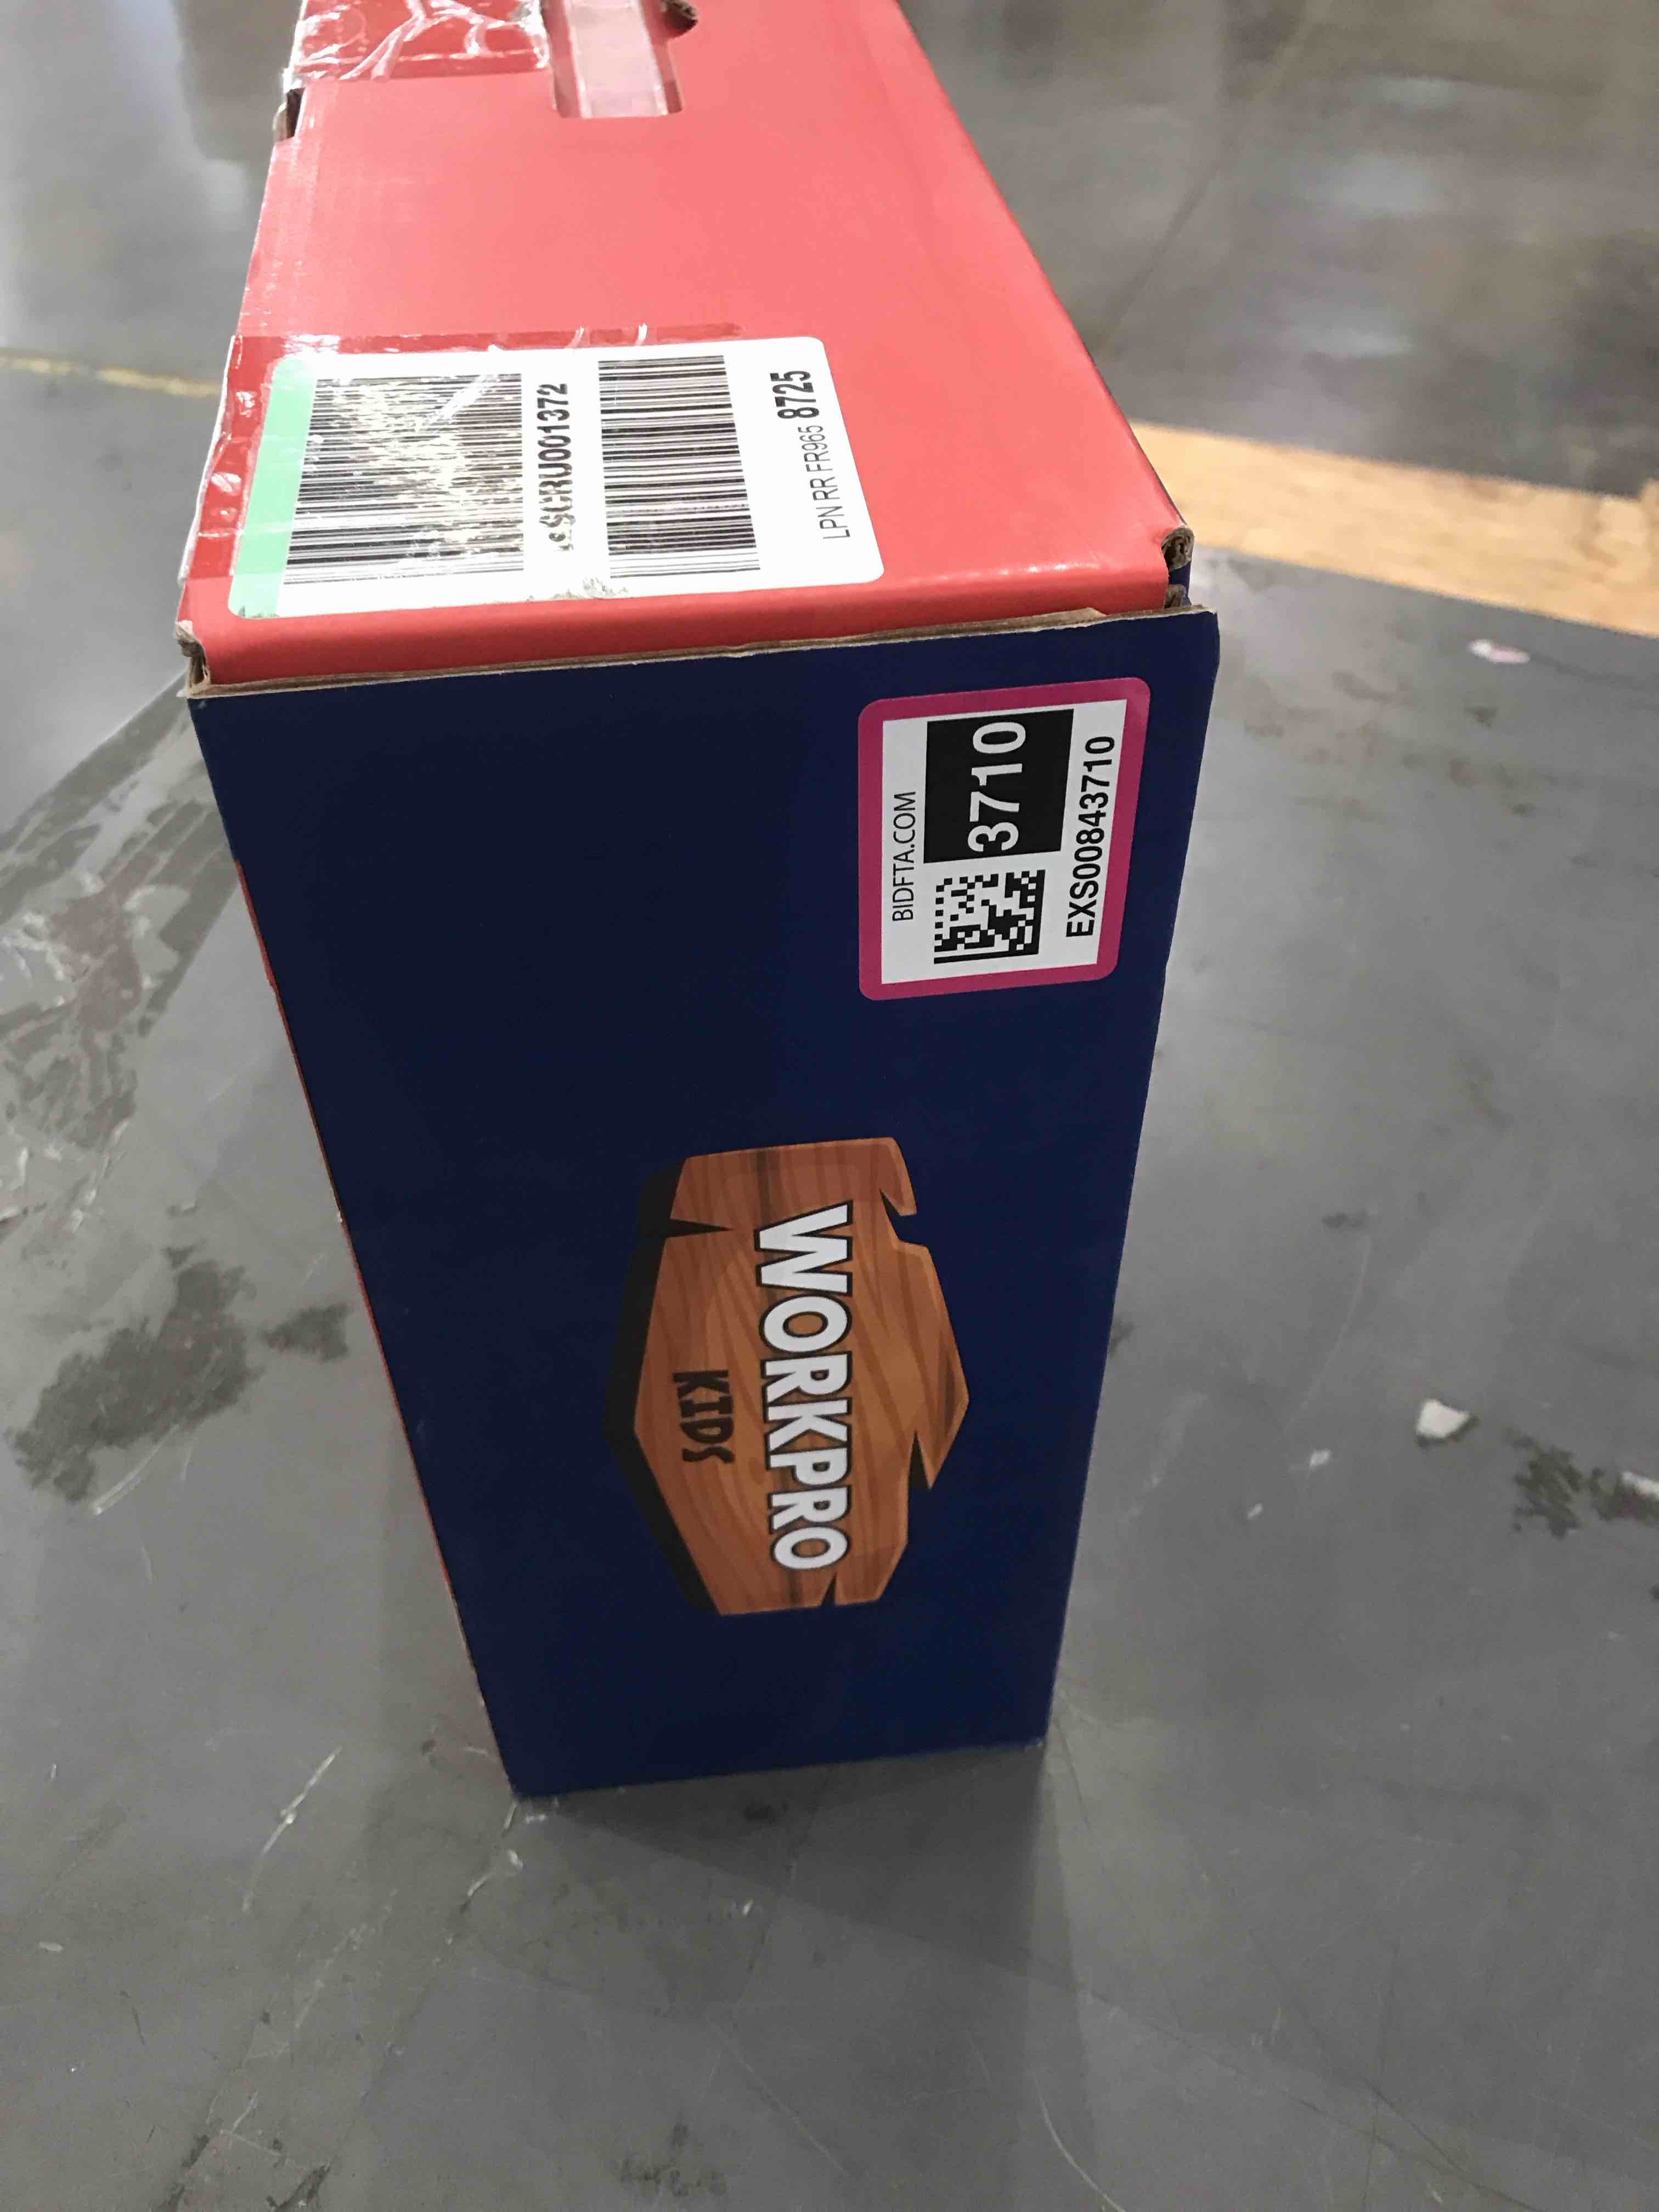 LPN RR FR965 8725
BIDFTA.COM
3710
EXS00843710
WORKPRO
KIDS